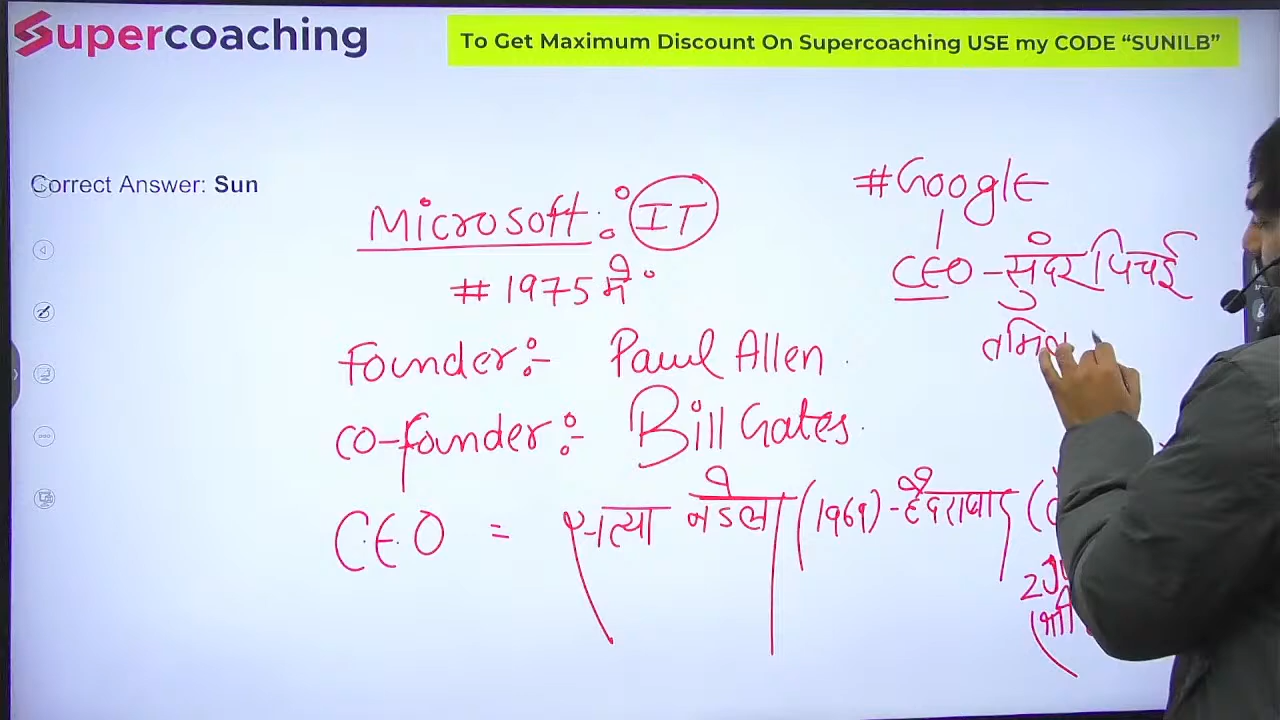 Supercoaching
To Get Maximum Discount On Supercoaching USE my CODE “SUNILB”
Correct Answer: Sun
Microsoft : IT
# 1975 में
Founder :- Paul Allen
co-founder :- Bill Gates
CEO = सत्या नडेला (1969) - हैदराबाद
#Google
CEO - सुंदर पिचई